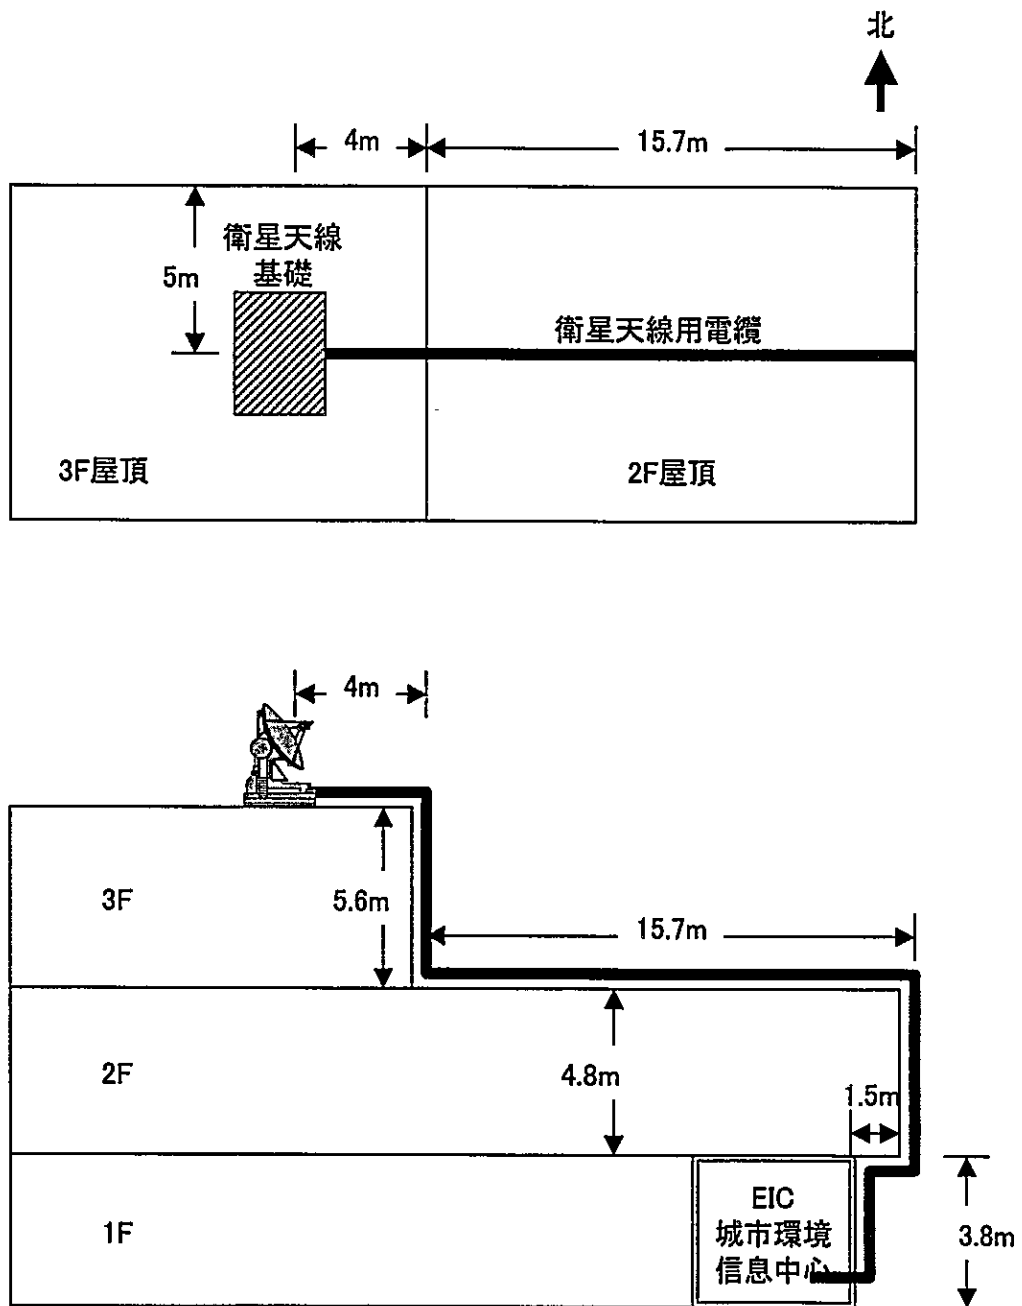 北
4m
15.7m
衛星天線
基礎
5m
衛星天線用電纜
3F屋頂
2F屋頂
4m
3F
5.6m
15.7m
2F
4.8m
1.5m
1F
EIC
城市環境
信息中心
3.8m